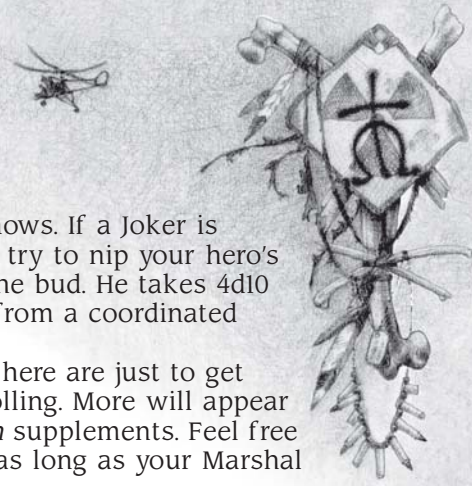 nows. If a Joker is
try to nip your hero's
he bud. He takes 4d10
from a coordinated
here are just to get
olling. More will appear
n supplements. Feel free
as long as your Marshal
Ω